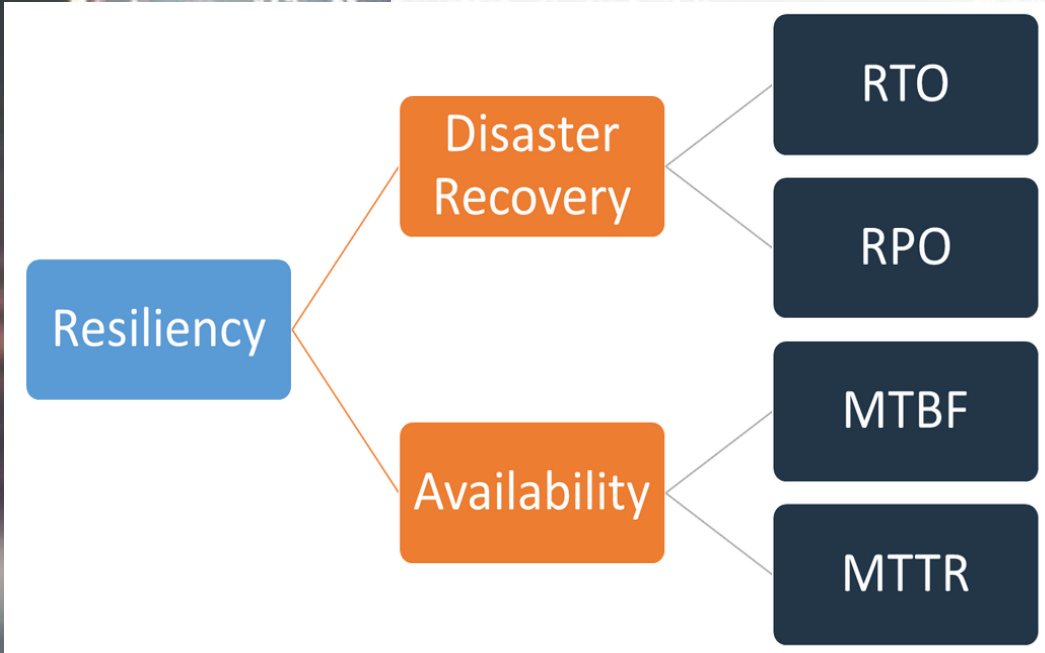 Resiliency
Disaster
Recovery
Availability
RTO
RPO
MTBF
MTTR